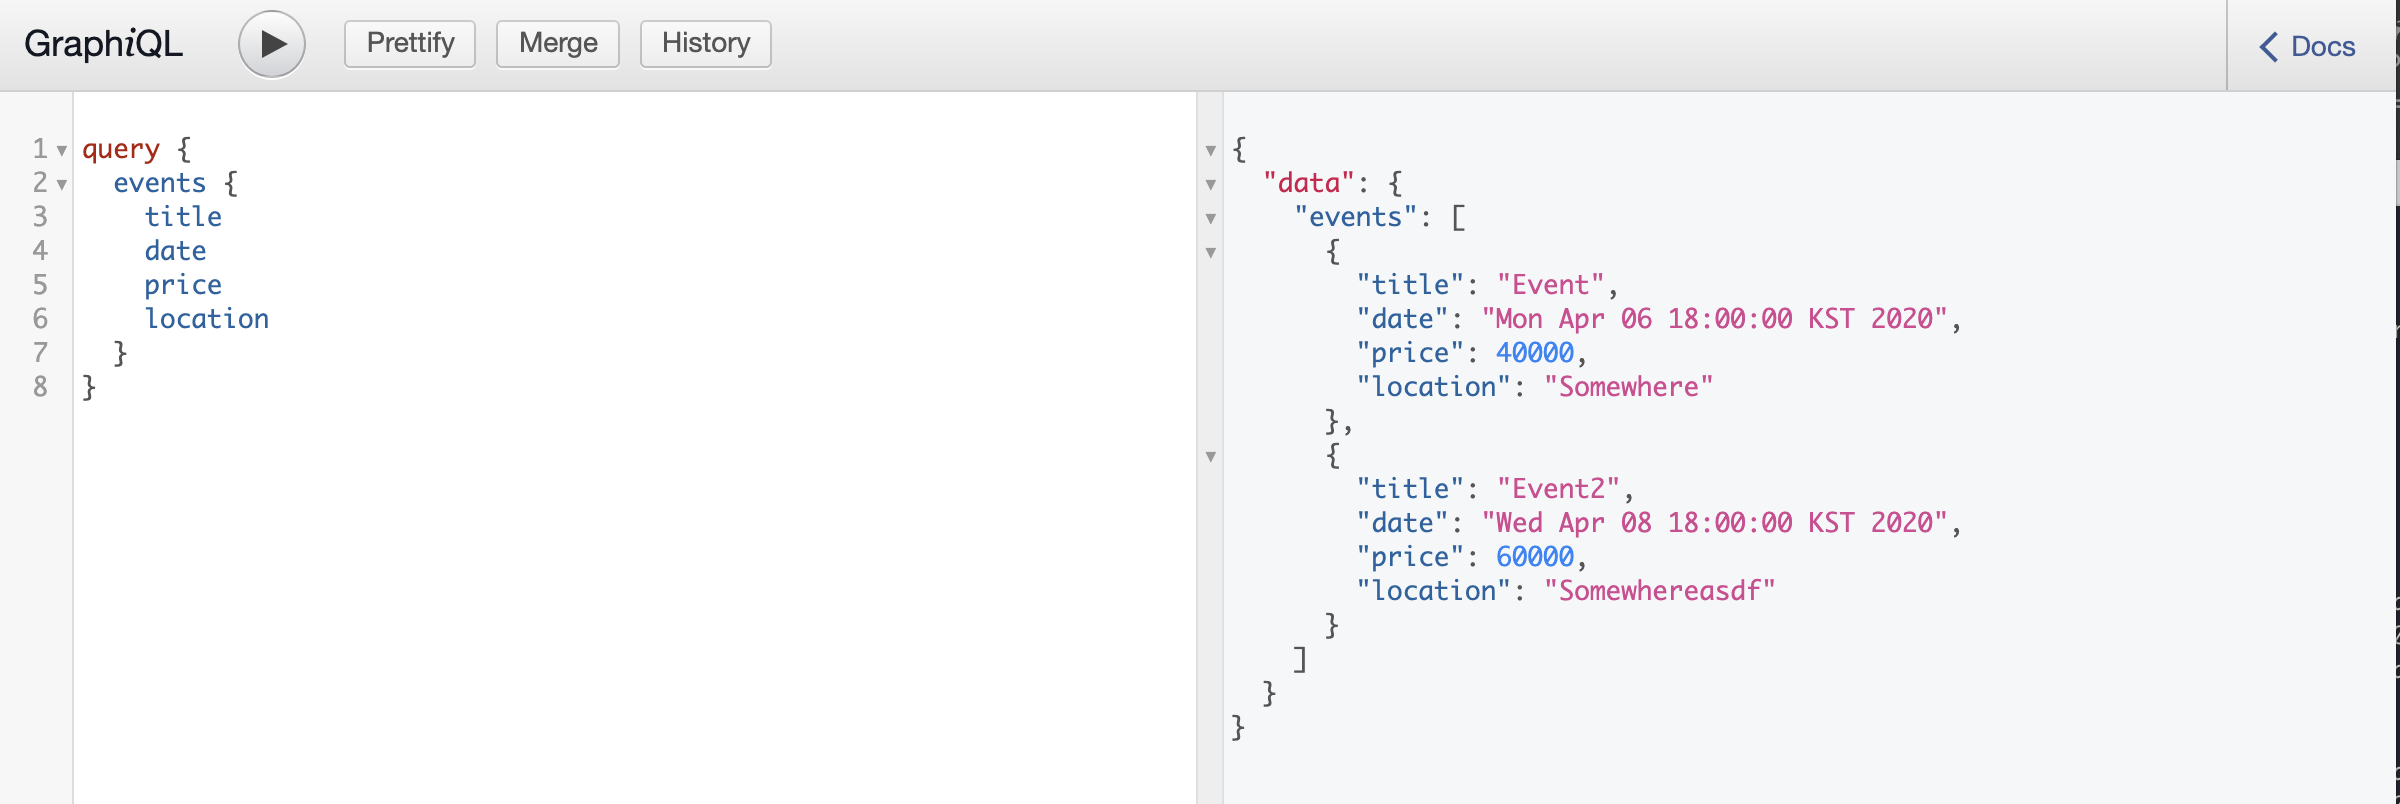 GraphiQL Prettify Merge History Docs
1 query {
2 events {
3 title
4 date
5 price
6 location
7 }
8 }
{
"data": {
"events": [
{
"title": "Event",
"date": "Mon Apr 06 18:00:00 KST 2020",
"price": 40000,
"location": "Somewhere"
},
{
"title": "Event2",
"date": "Wed Apr 08 18:00:00 KST 2020",
"price": 60000,
"location": "Somewhereasdf"
}
]
}
}